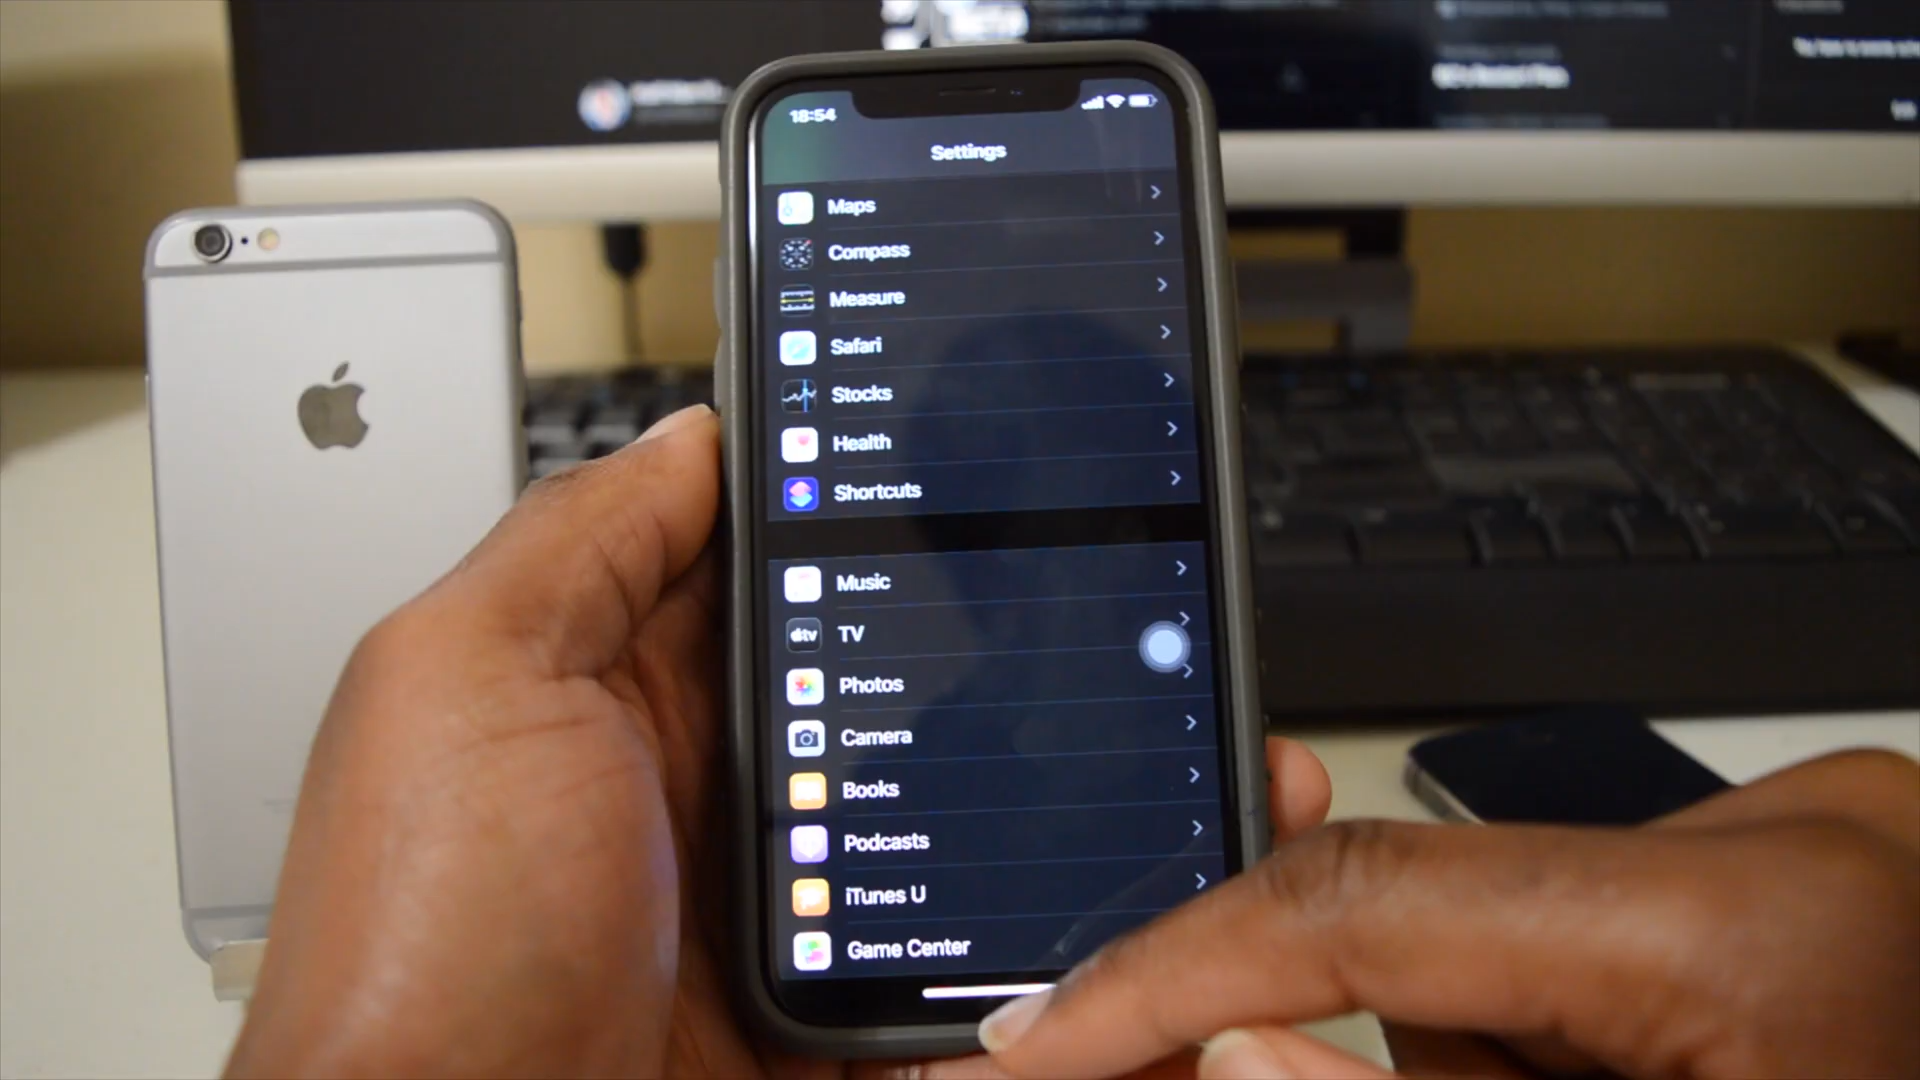 18:54
Settings
Maps
Compass
Measure
Safari
Stocks
Health
Shortcuts
Music
tv TV
Photos
Camera
Books
Podcasts
iTunes U
Game Center